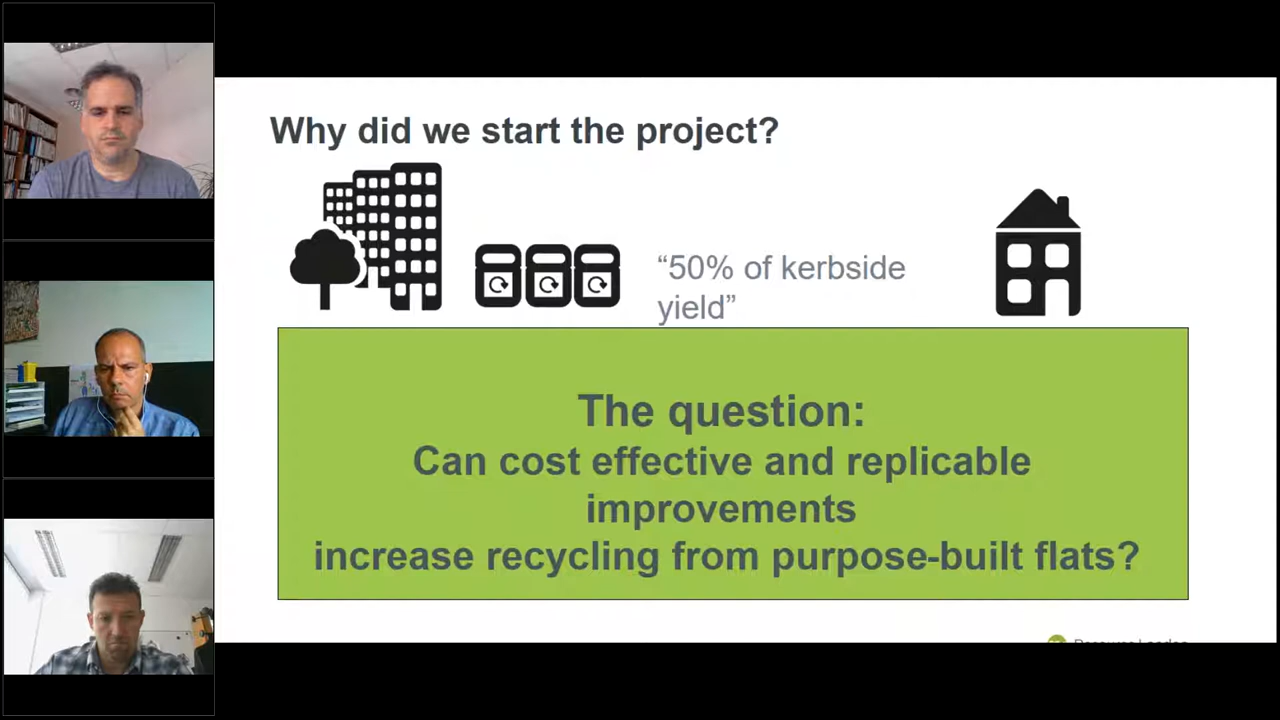 Why did we start the project?
“50% of kerbside
yield”
The question:
Can cost effective and replicable
improvements
increase recycling from purpose-built flats?